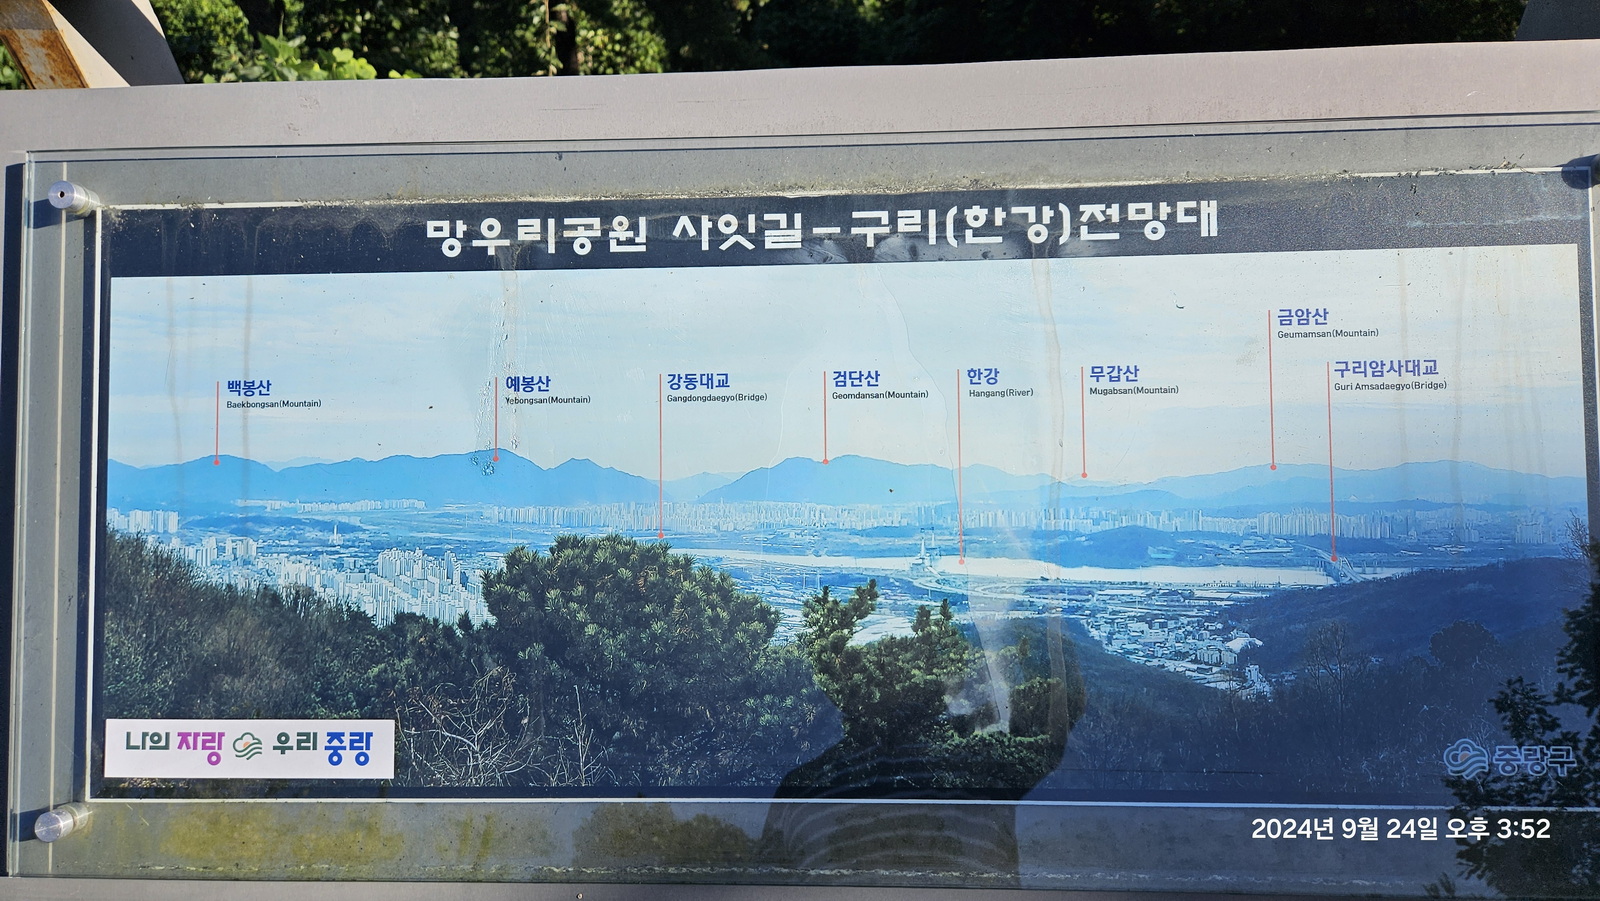 망우리공원 사잇길-구리(한강)전망대
금암산
Geumamsan(Mountain)
백봉산
Baekbongsan(Mountain)
예봉산
Yebongsan(Mountain)
강동대교
Gangdongdaegyo(Bridge)
검단산
Geomdansan(Mountain)
한강
Hangang(River)
무갑산
Mugabsan(Mountain)
구리암사대교
Guri Amsadaegyo(Bridge)
나의 자랑 우리 중랑
중랑구
2024년 9월 24일 오후 3:52